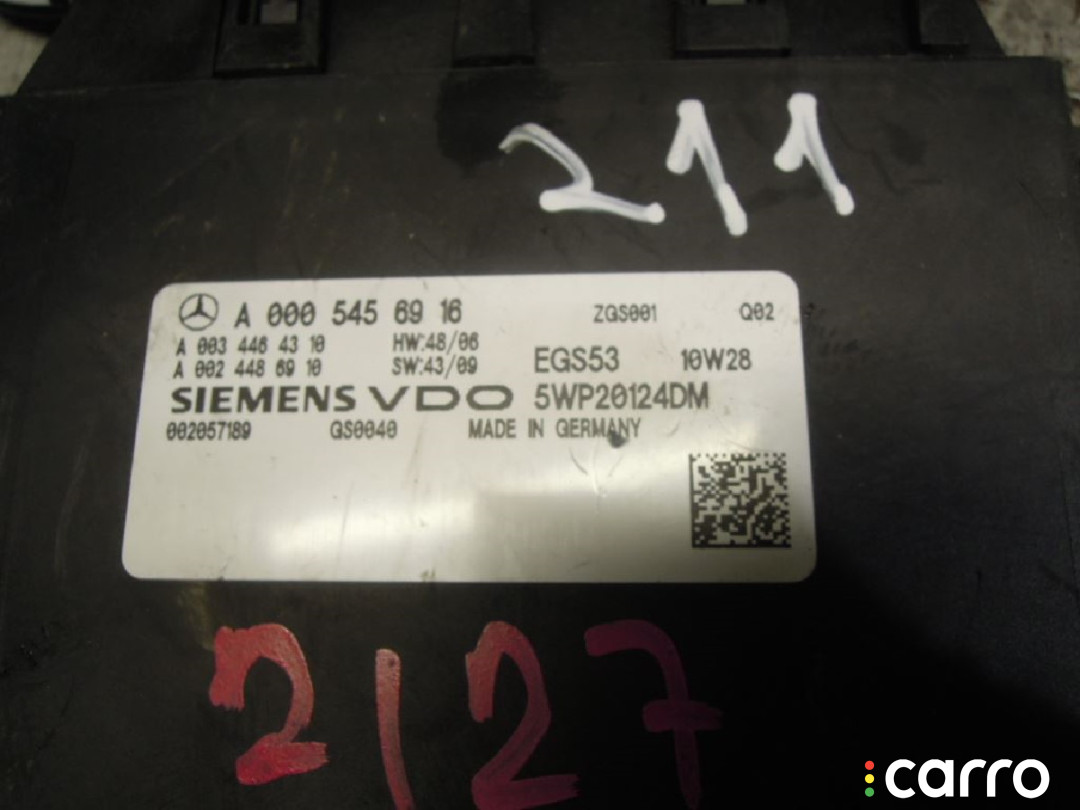 211
A 000 545 69 16 ZGS001 Q02
A 003 446 43 10 HW:48/06
A 002 448 69 10 SW:43/09 EGS53 10W28
SIEMENS VDO 5WP20124DM
002057189 GS0040 MADE IN GERMANY
2127
carro